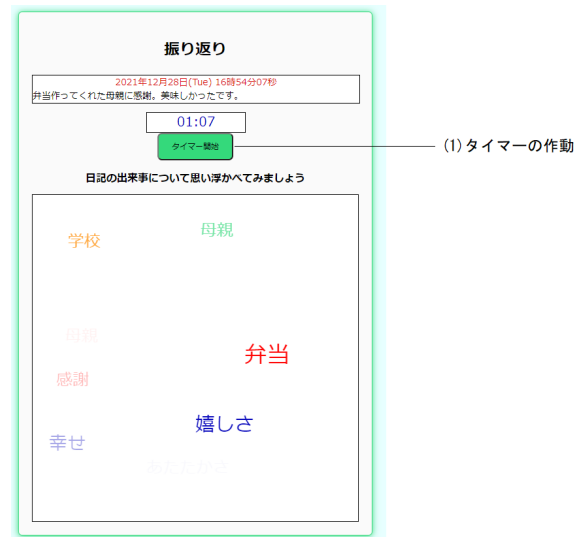 振り返り
2021年12月28日(Tue) 16時54分07秒
弁当作ってくれた母親に感謝。美味しかったです。
01:07
タイマー開始
(1)タイマーの作動
日記の出来事について思い浮かべてみましょう
母親
学校
母親
弁当
感謝
嬉しさ
幸せ
あたたかさ